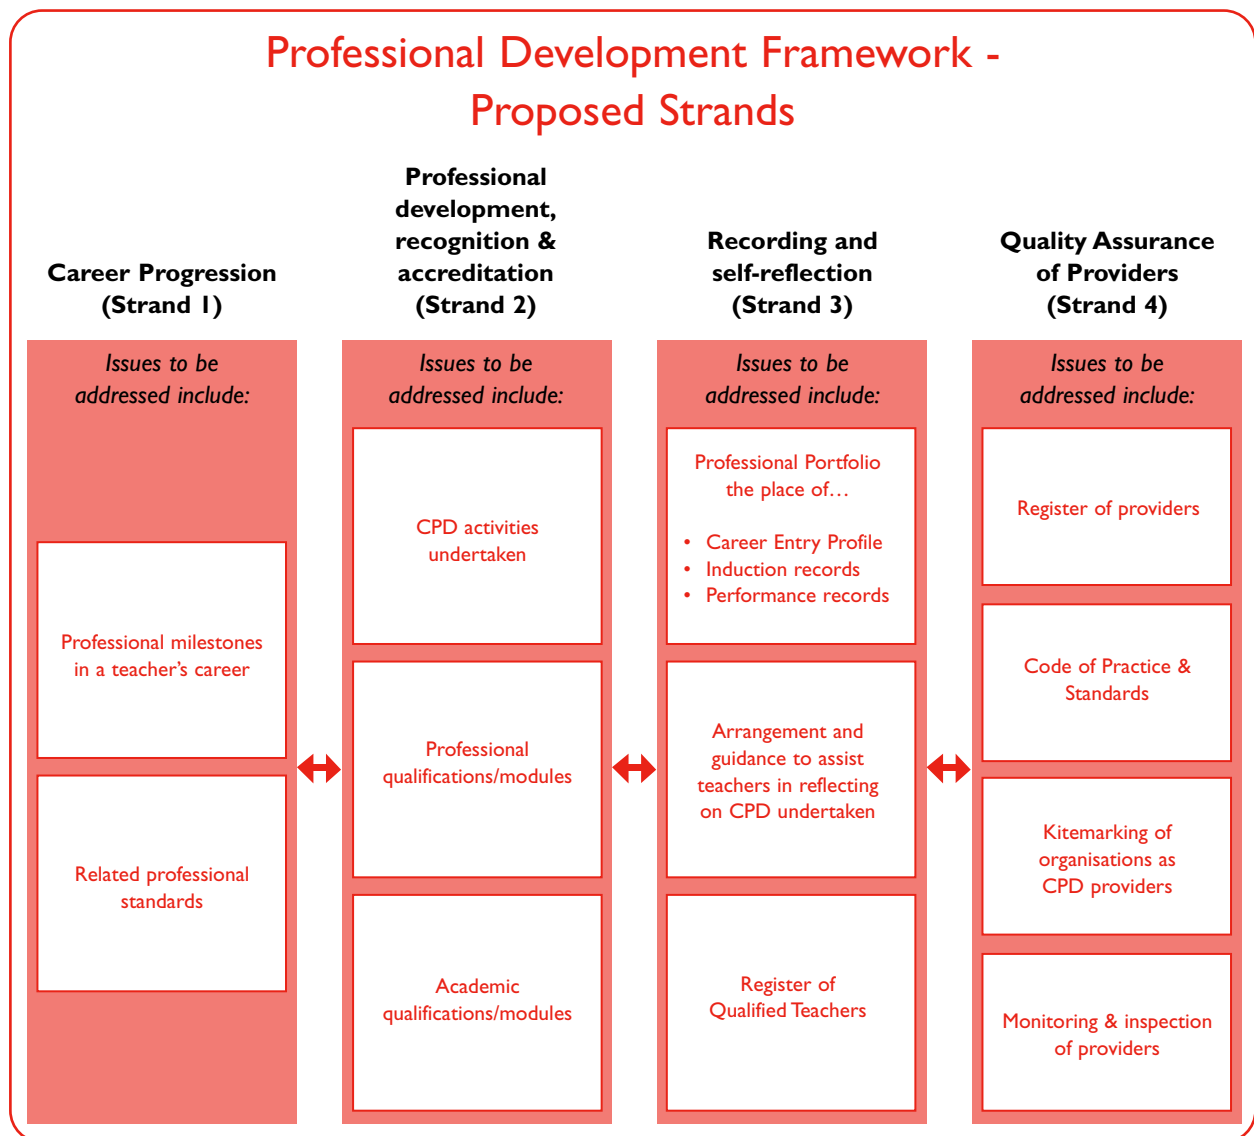 Professional Development Framework -
Proposed Strands
Career Progression
(Strand 1)
Issues to be
addressed include:
Professional milestones
in a teacher’s career
Related professional
standards
Professional
development,
recognition &
accreditation
(Strand 2)
Issues to be
addressed include:
CPD activities
undertaken
Professional
qualifications/modules
Academic
qualifications/modules
Recording and
self-reflection
(Strand 3)
Issues to be
addressed include:
Professional Portfolio
the place of…
• Career Entry Profile
• Induction records
• Performance records
Arrangement and
guidance to assist
teachers in reflecting
on CPD undertaken
Register of
Qualified Teachers
Quality Assurance
of Providers
(Strand 4)
Issues to be
addressed include:
Register of providers
Code of Practice &
Standards
Kitemarking of
organisations as
CPD providers
Monitoring & inspection
of providers